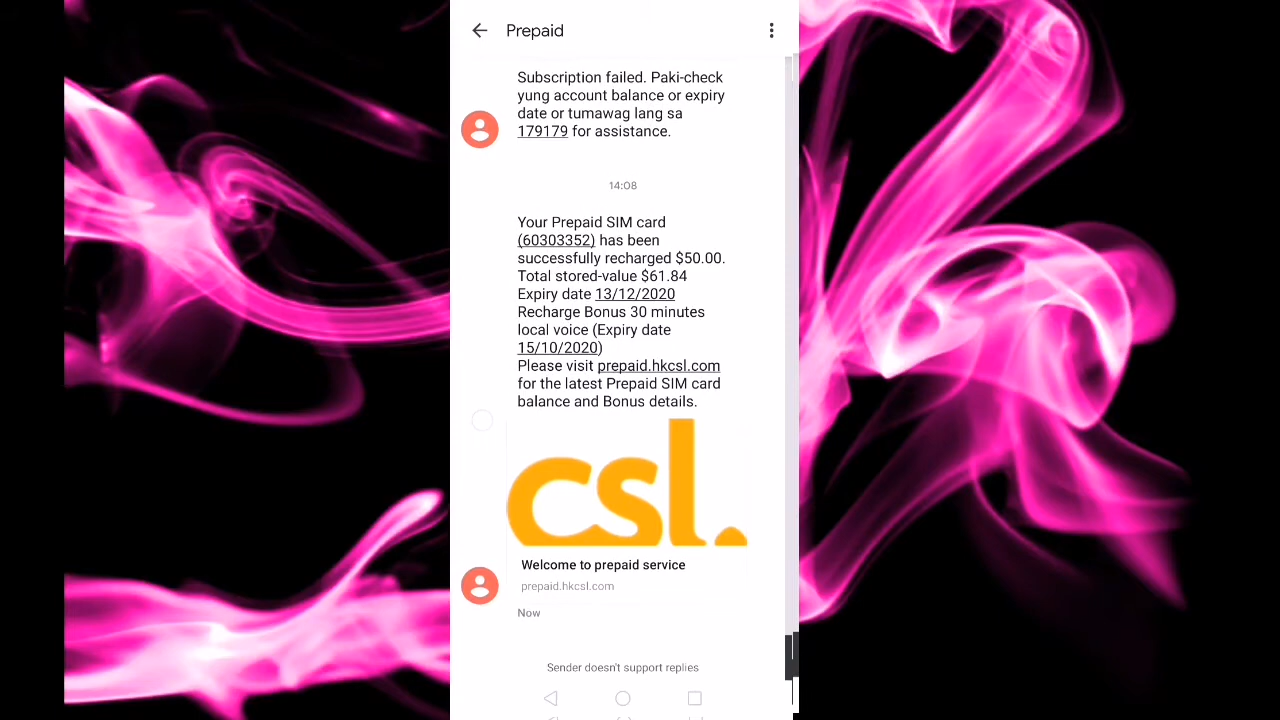 Prepaid
Subscription failed. Paki-check
yung account balance or expiry
date or tumawag lang sa
179179 for assistance.
14:08
Your Prepaid SIM card
(60303352) has been
successfully recharged $50.00.
Total stored-value $61.84
Expiry date 13/12/2020
Recharge Bonus 30 minutes
local voice (Expiry date
15/10/2020)
Please visit prepaid.hkcsl.com
for the latest Prepaid SIM card
balance and Bonus details.
csl.
Welcome to prepaid service
prepaid.hkcsl.com
Now
Sender doesn't support replies